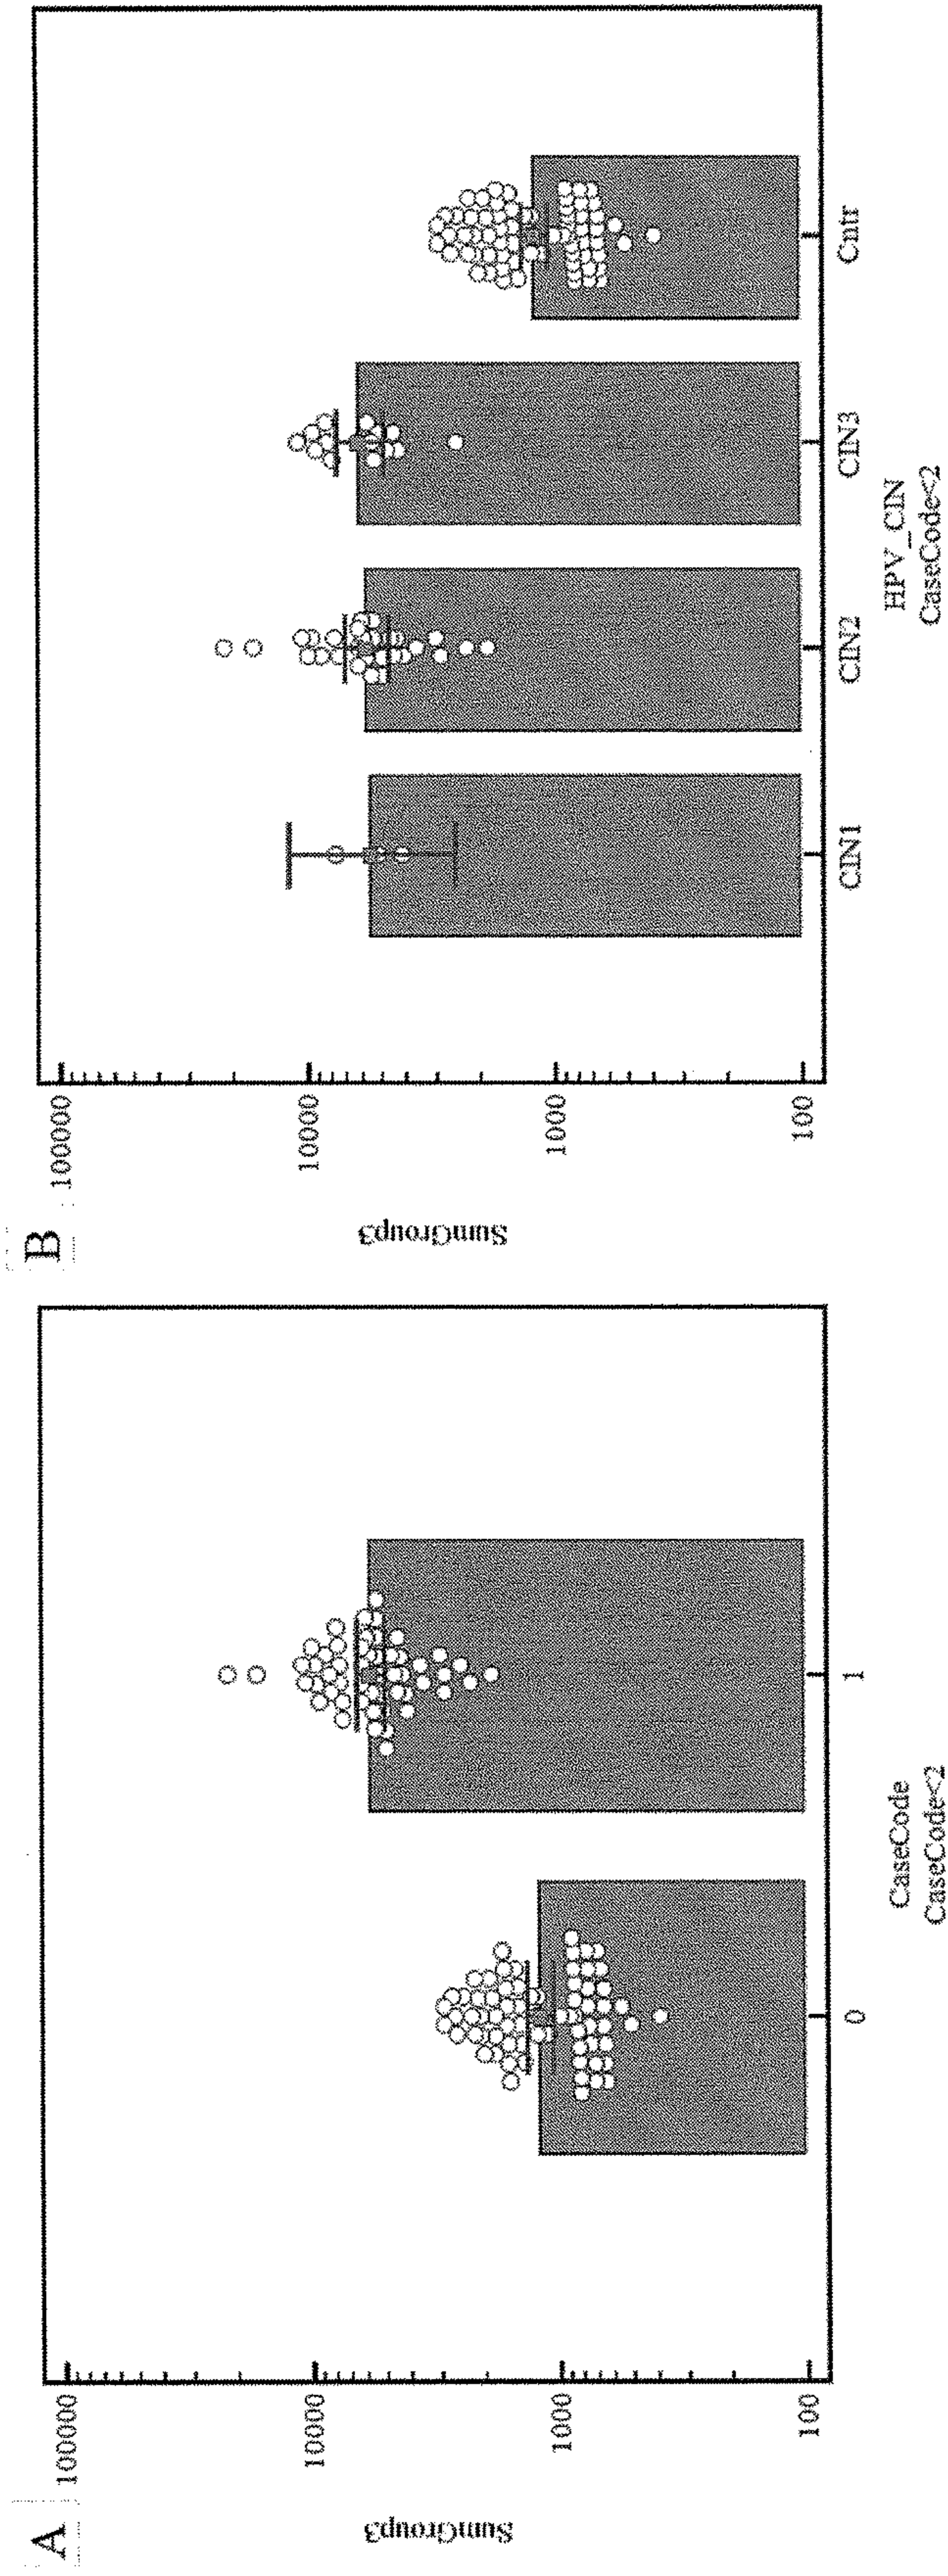 A
SumGroup3
100000
10000
1000
100
0
1
CaseCode
CaseCode<2
B
SumGroup3
100000
10000
1000
100
CIN1
CIN2
CIN3
Cntr
HPV_CIN
CaseCode<2